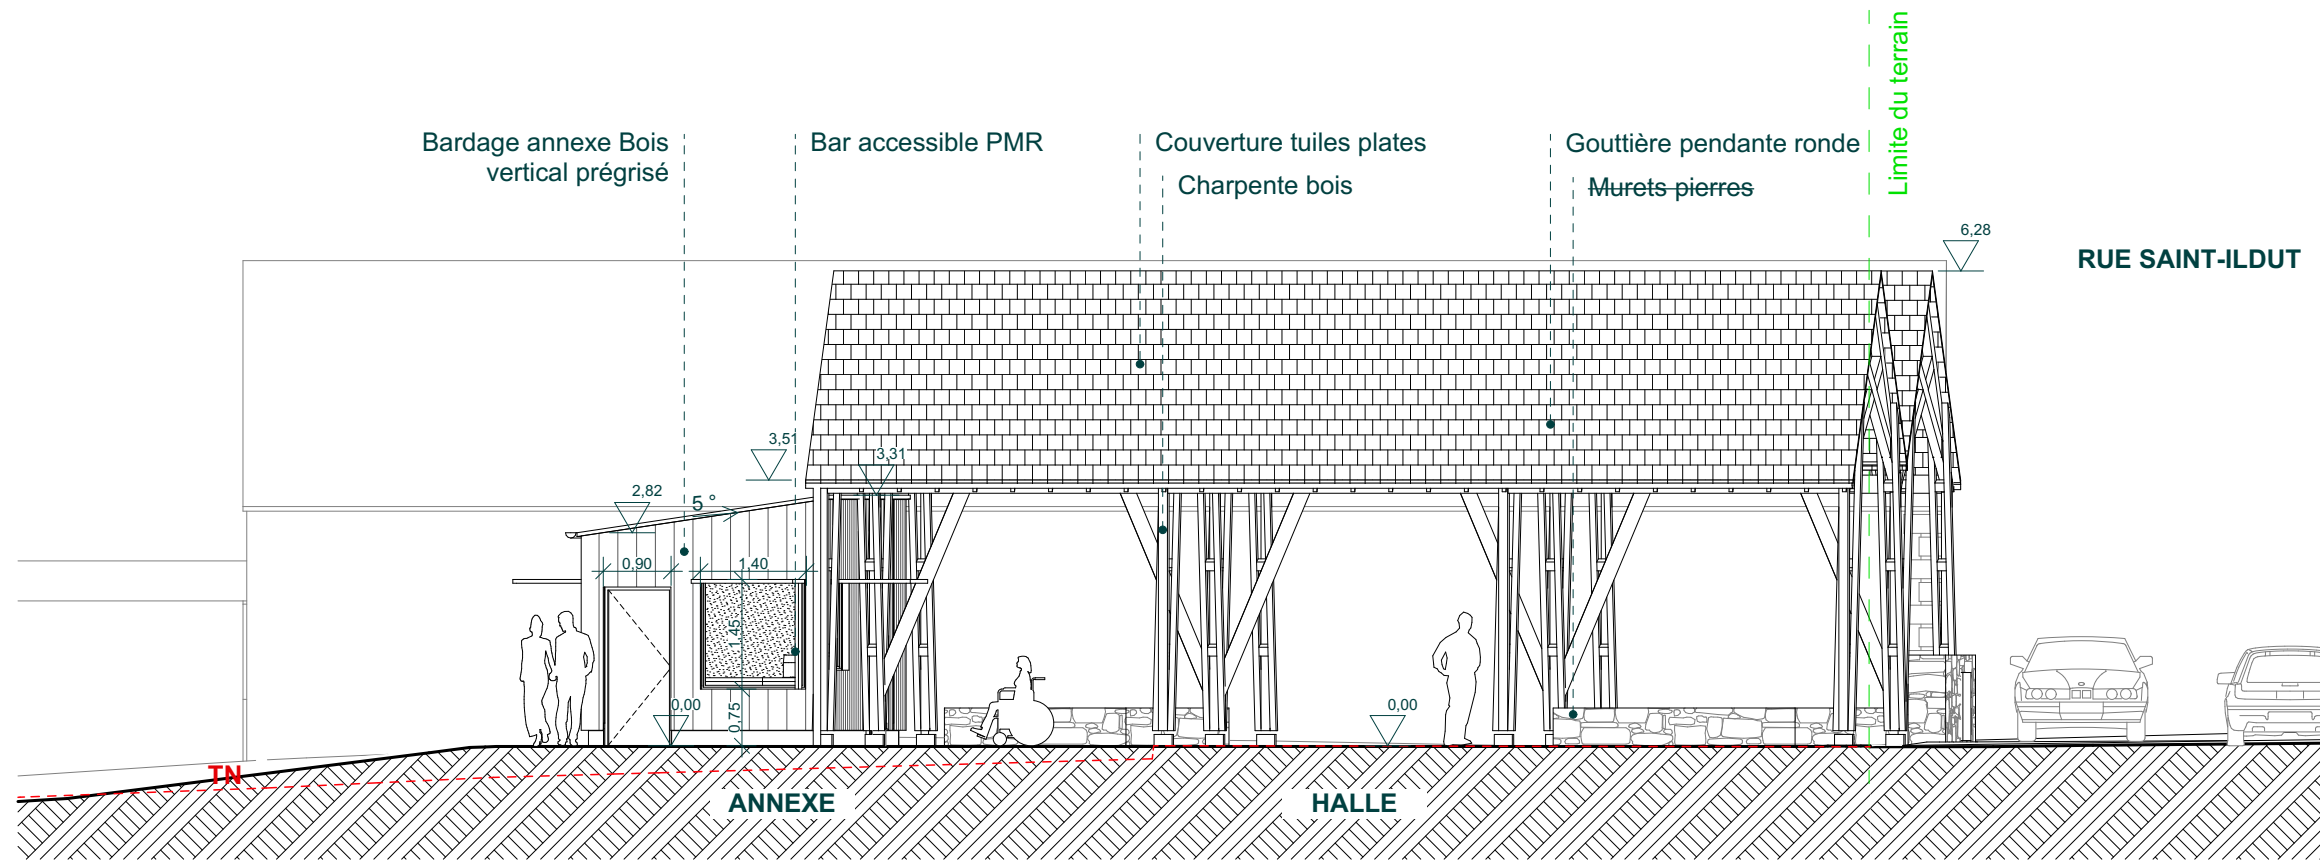 Limite du terrain
Bardage annexe Bois
vertical prégrisé
Bar accessible PMR
Couverture tuiles plates
Charpente bois
Gouttière pendante ronde
Murets pierres
6,28
RUE SAINT-ILDUT
3,51
3,31
2,82
5 °
0,90
1,40
1,45
0,75
0,00
0,00
TN
ANNEXE
HALLE